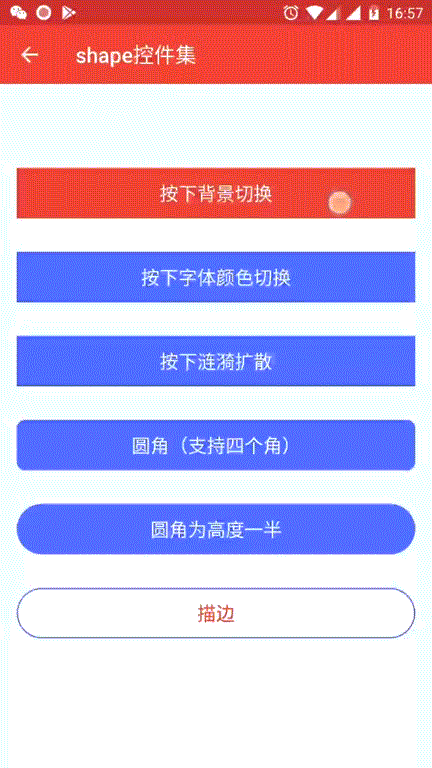 16:57
shape控件集
按下背景切换
按下字体颜色切换
按下涟漪扩散
圆角（支持四个角）
圆角为高度一半
描边